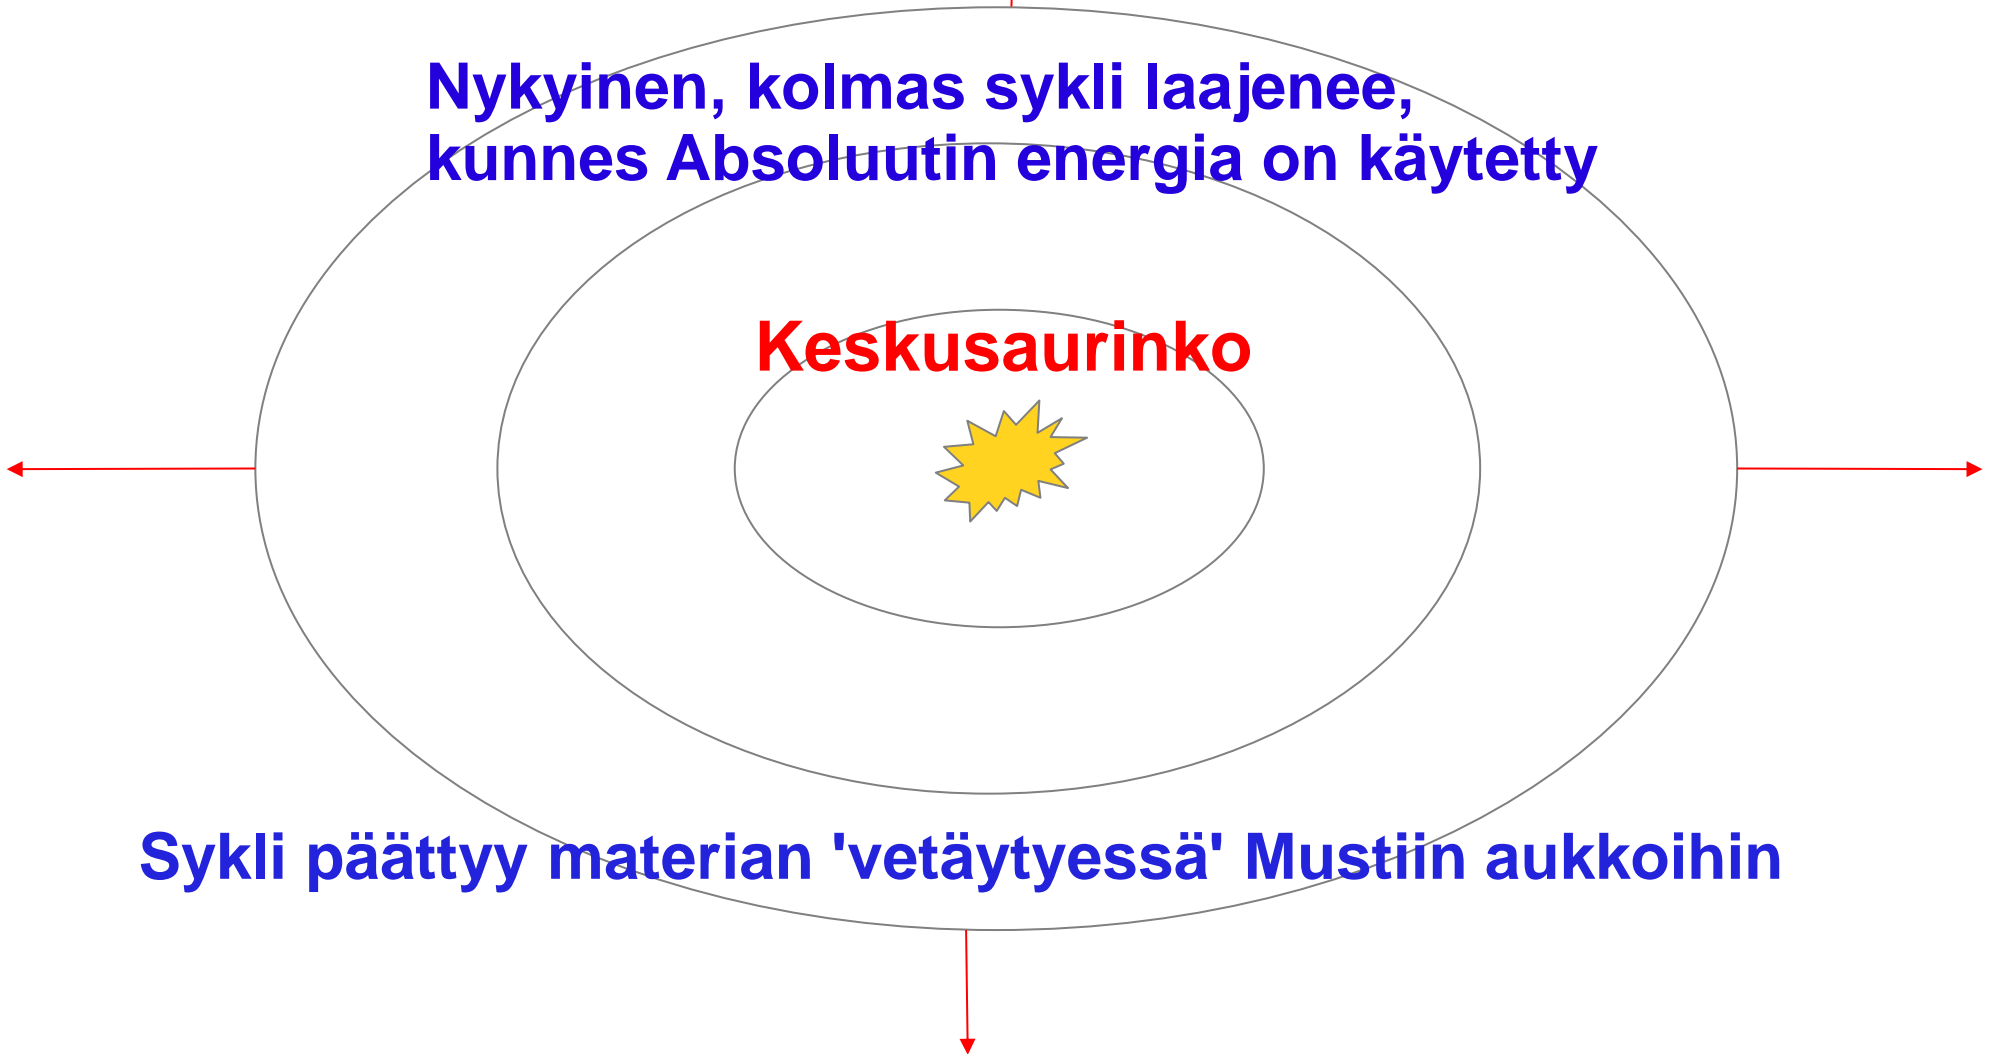 Nykyinen, kolmas sykli laajenee,
kunnes Absoluutin energia on käytetty
Keskusaurinko
Sykli päättyy materian 'vetäytyessä' Mustiin aukkoihin